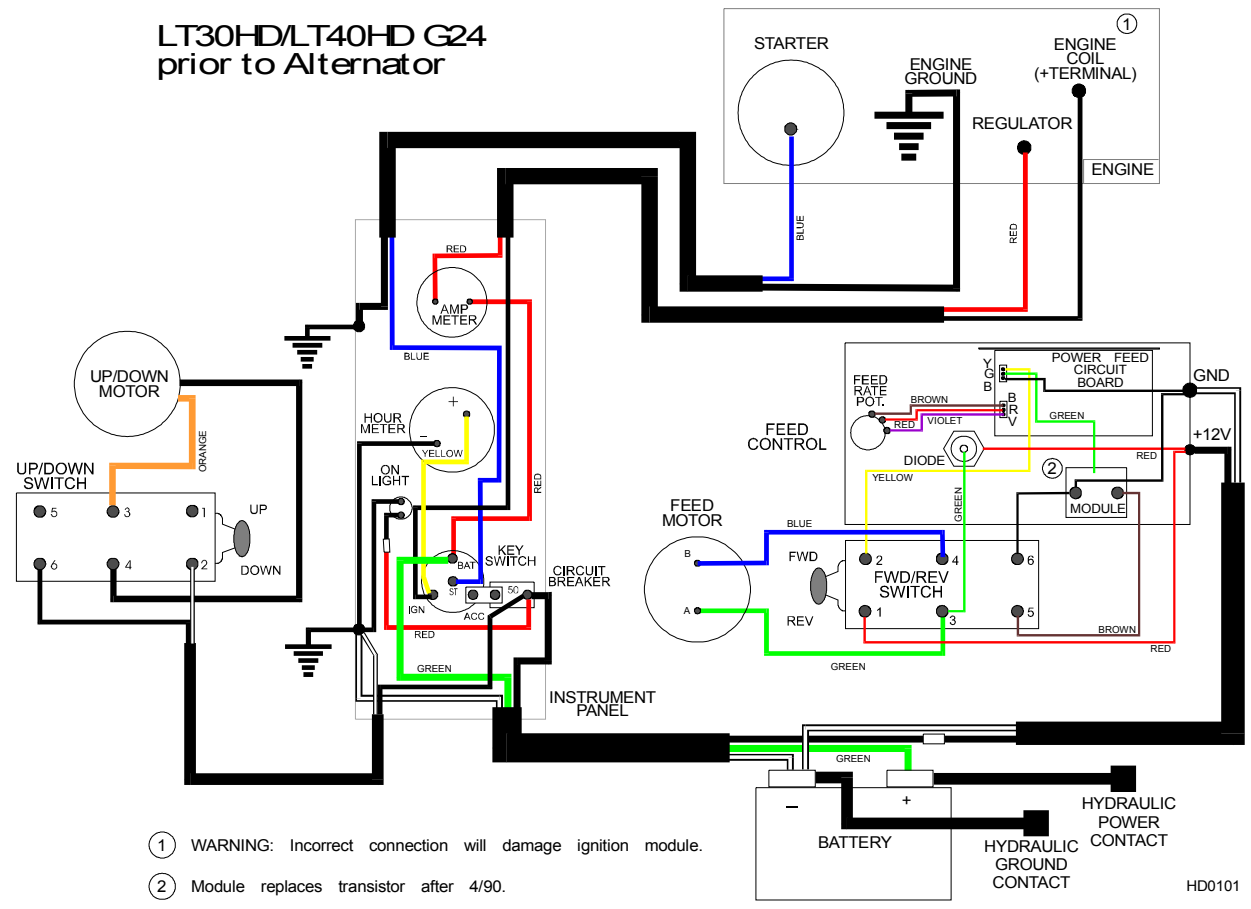 LT30HD/LT40HD G24
prior to Alternator
1
STARTER
ENGINE
GROUND
ENGINE
COIL
(+TERMINAL)
REGULATOR
ENGINE
BLUE
RED
RED
AMP
METER
BLUE
UP/DOWN
MOTOR
ORANGE
HOUR
METER
+
–
YELLOW
RED
ON
LIGHT
UP/DOWN
SWITCH
5
3
1
UP
6
4
2
DOWN
KEY
SWITCH
BAT
ST
IGN
ACC
50
CIRCUIT
BREAKER
RED
GREEN
INSTRUMENT
PANEL
POWER FEED
CIRCUIT
BOARD
Y
G
B
B
R
V
GND
FEED
RATE
POT.
BROWN
RED
VIOLET
GREEN
FEED
CONTROL
+12V
DIODE
RED
YELLOW
2
GREEN
MODULE
FEED
MOTOR
B
A
BLUE
FWD
REV
2
4
6
FWD/REV
SWITCH
1
3
5
BROWN
RED
GREEN
GREEN
–
+
BATTERY
HYDRAULIC
POWER
CONTACT
HYDRAULIC
GROUND
CONTACT
1 WARNING: Incorrect connection will damage ignition module.
2 Module replaces transistor after 4/90.
HD0101